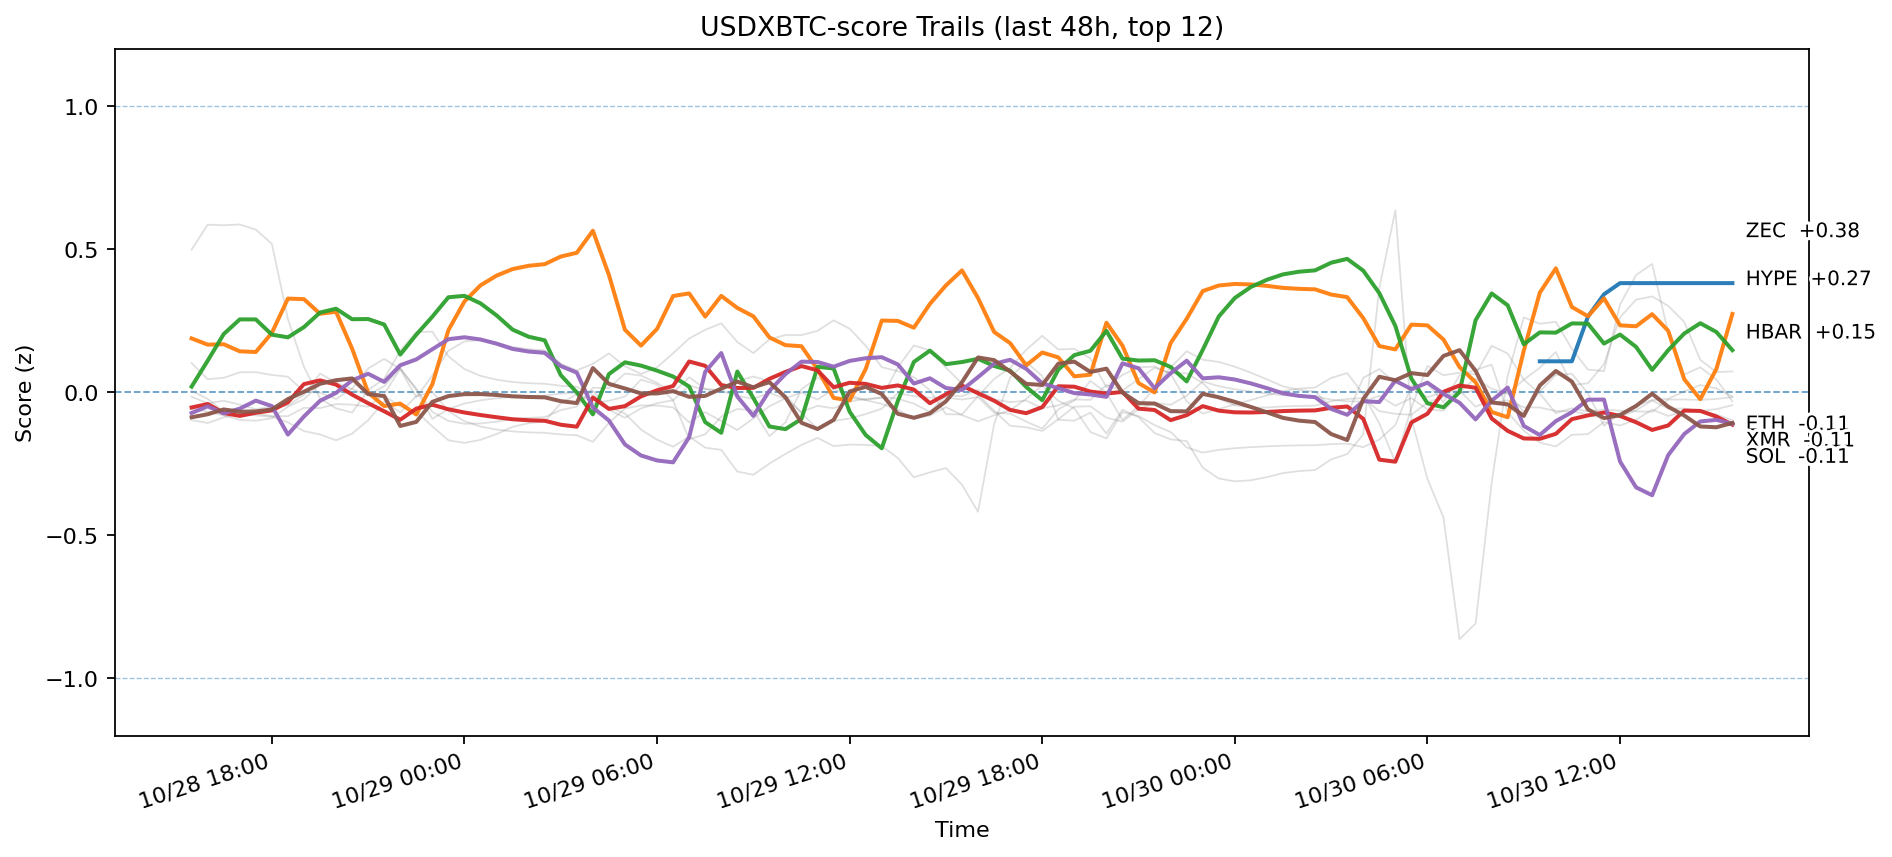 USDXBTC-score Trails (last 48h, top 12)
1.0
0.5
0.0
−0.5
−1.0
Score (z)
ZEC +0.38
HYPE +0.27
HBAR +0.15
ETH -0.11
XMR -0.11
SOL -0.11
10/28 18:00
10/29 00:00
10/29 06:00
10/29 12:00
10/29 18:00
10/30 00:00
10/30 06:00
10/30 12:00
Time